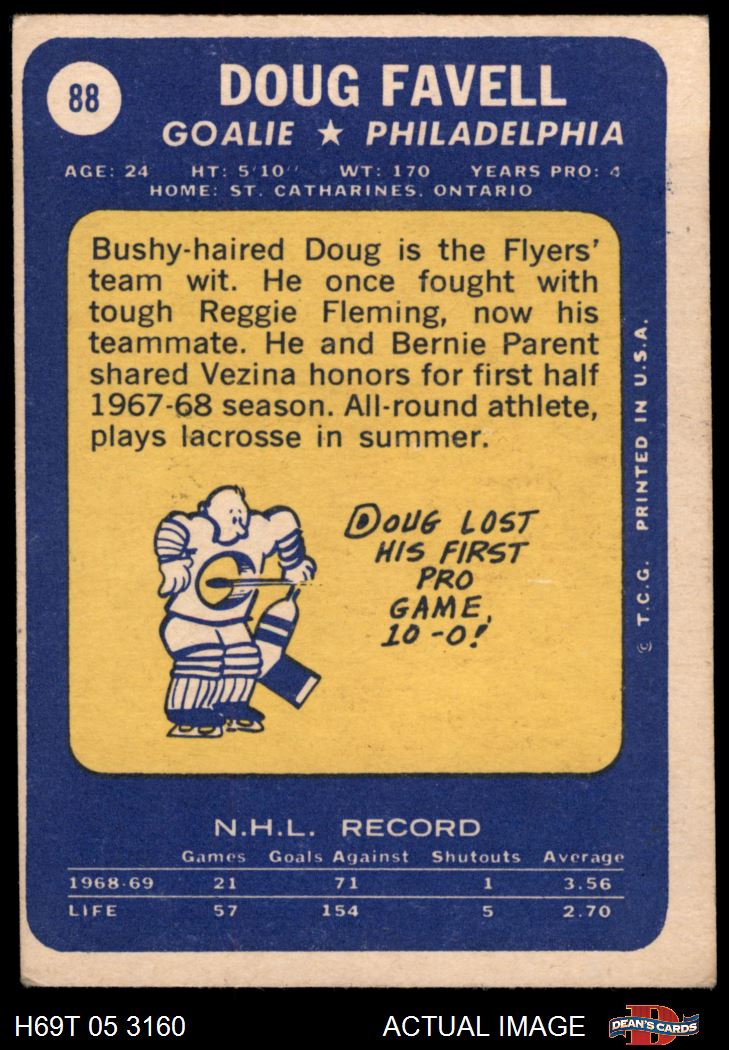 88
DOUG FAVELL
GOALIE ★ PHILADELPHIA
AGE: 24 HT: 5'10'' WT: 170 YEARS PRO: 4
HOME: ST. CATHARINES, ONTARIO
Bushy-haired Doug is the Flyers'
team wit. He once fought with
tough Reggie Fleming, now his
teammate. He and Bernie Parent
shared Vezina honors for first half
1967-68 season. All-round athlete,
plays lacrosse in summer.
DOUG LOST
HIS FIRST
PRO
GAME,
10-0!
© T.C.G. PRINTED IN U.S.A.
N.H.L. RECORD
Games Goals Against Shutouts Average
1968-69 21 71 1 3.56
LIFE 57 154 5 2.70
H69T 05 3160 ACTUAL IMAGE
D
DEAN'S CARDS